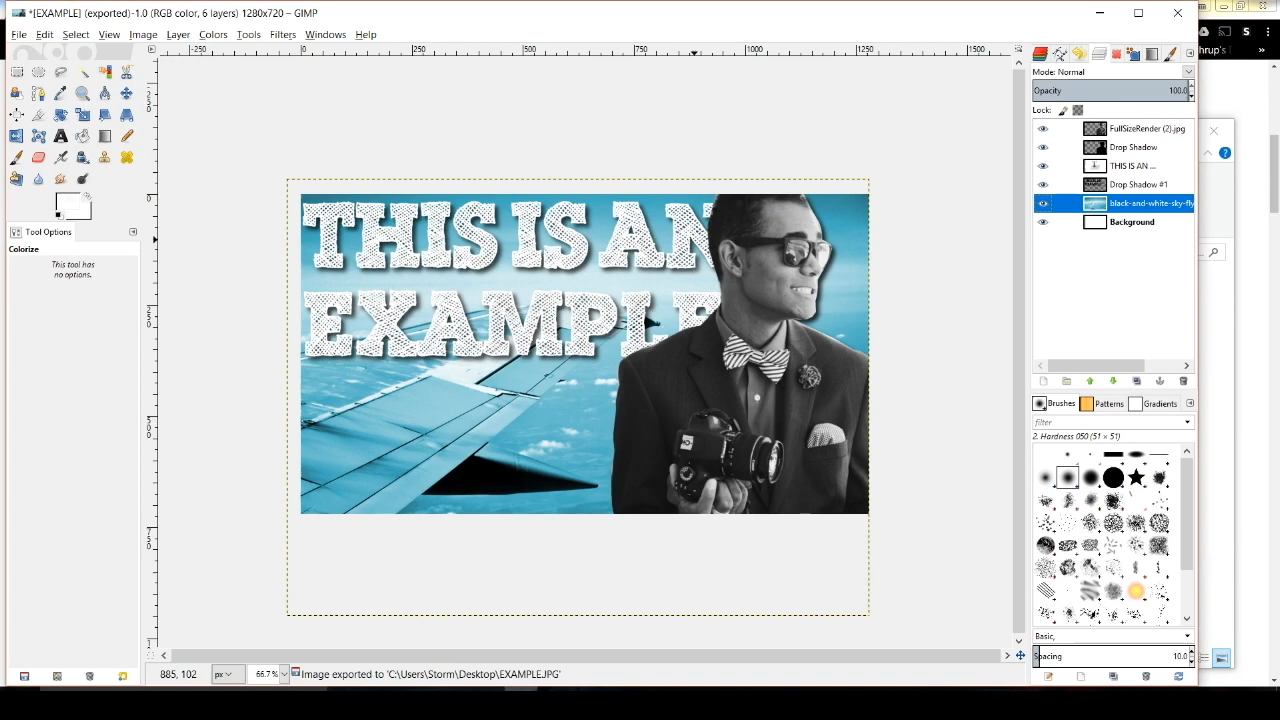 *[EXAMPLE] (exported)-1.0 (RGB color, 6 layers) 1280x720 – GIMP
File Edit Select View Image Layer Colors Tools Filters Windows Help
-250 0 250 500 750 1000 1250 1500
Tool Options
Colorize
This tool has
no options.
THIS IS AN
EXAMPLE
Mode: Normal
Opacity 100.0
Lock:
FullSizeRender (2).jpg
Drop Shadow
THIS IS AN ...
Drop Shadow #1
black-and-white-sky-fly
Background
Brushes Patterns Gradients
filter
2. Hardness 050 (51 × 51)
Basic,
Spacing 10.0
885, 102 px 66.7% Image exported to 'C:\Users\Storm\Desktop\EXAMPLE.JPG'